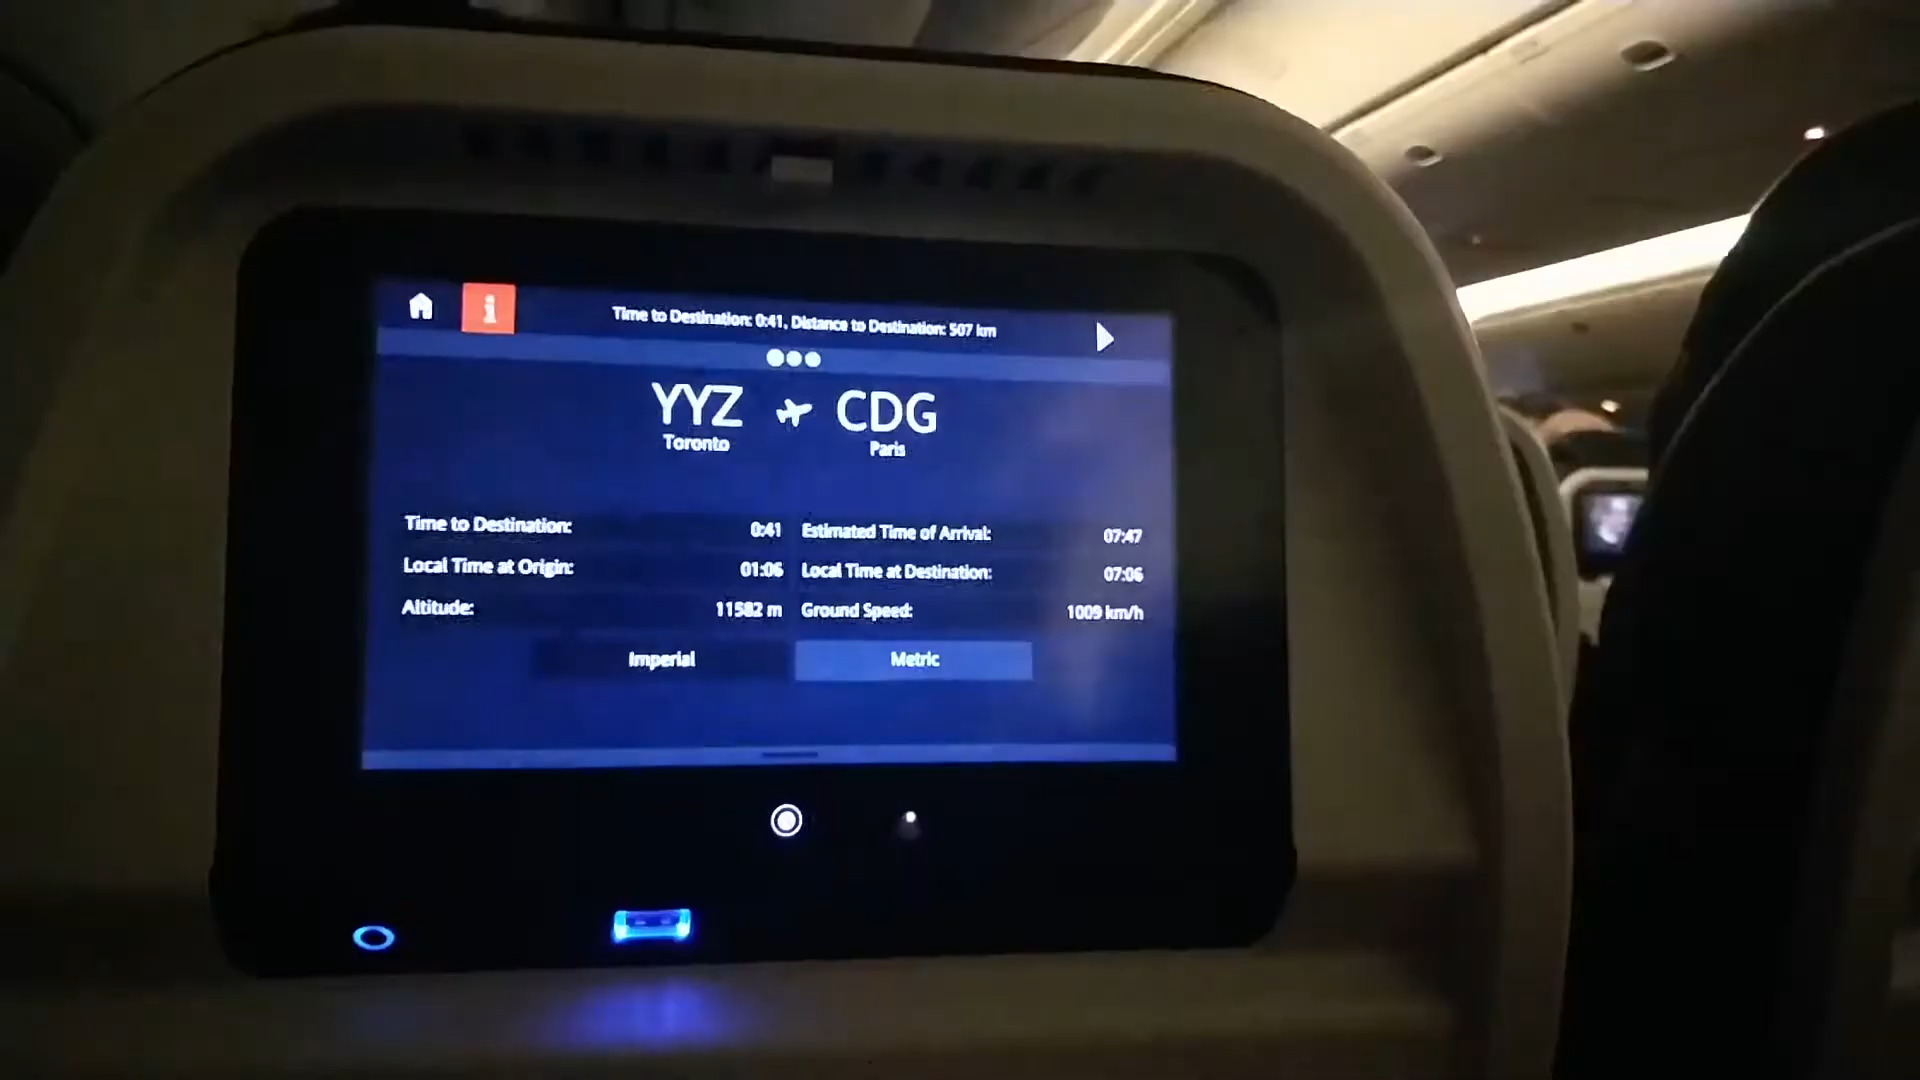 Time to Destination: 0:41, Distance to Destination: 507 km
YYZ CDG
Toronto Paris
Time to Destination: 0:41 Estimated Time of Arrival: 07:47
Local Time at Origin: 01:06 Local Time at Destination: 07:06
Altitude: 11582 m Ground Speed: 1009 km/h
Imperial Metric